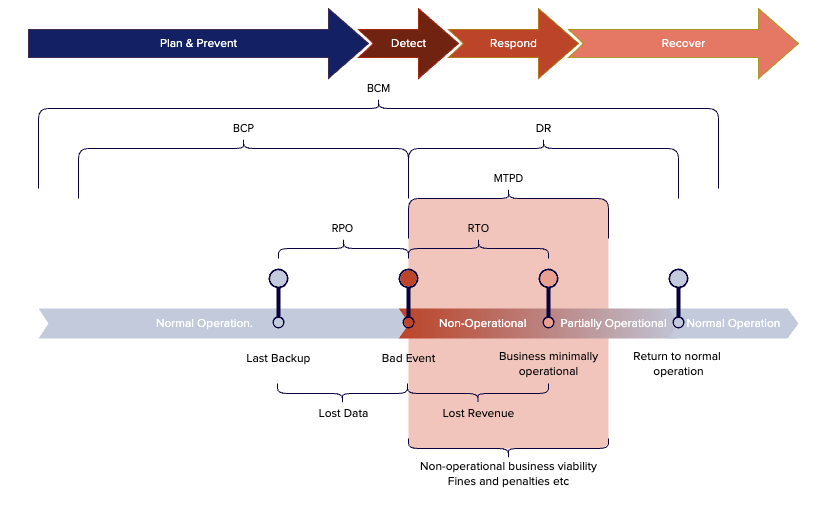 Plan & Prevent
Detect
Respond
Recover
BCM
BCP
DR
MTPD
RPO
RTO
Normal Operation.
Non-Operational
Partially Operational
Normal Operation
Last Backup
Bad Event
Business minimally
operational
Return to normal
operation
Lost Data
Lost Revenue
Non-operational business viability
Fines and penalties etc